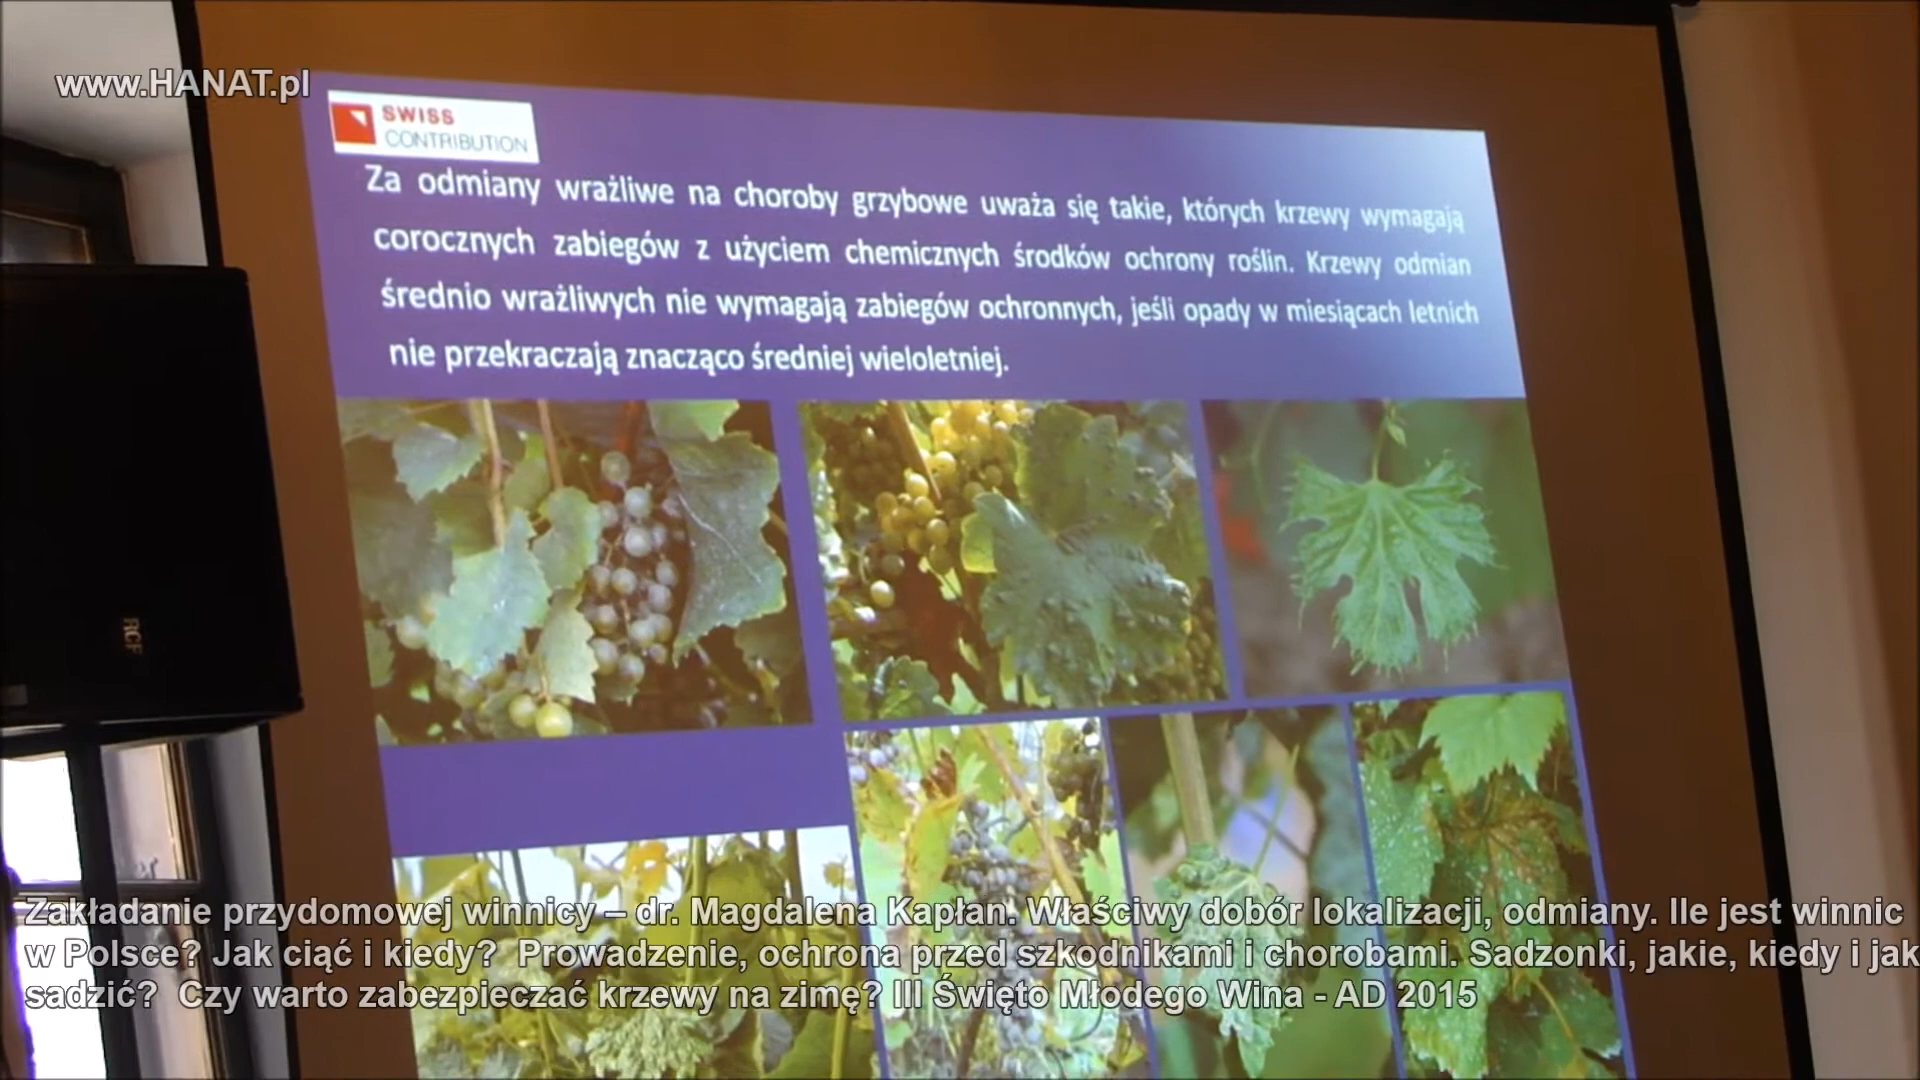 www.HANAT.pl
SWISS
CONTRIBUTION
Za odmiany wrażliwe na choroby grzybowe uważa się takie, których krzewy wymagają
corocznych zabiegów z użyciem chemicznych środków ochrony roślin. Krzewy odmian
średnio wrażliwych nie wymagają zabiegów ochronnych, jeśli opady w miesiącach letnich
nie przekraczają znacząco średniej wieloletniej.
RCF
Zakładanie przydomowej winnicy – dr. Magdalena Kapłan. Właściwy dobór lokalizacji, odmiany. Ile jest winnic
w Polsce? Jak ciąć i kiedy? Prowadzenie, ochrona przed szkodnikami i chorobami. Sadzonki, jakie, kiedy i jak
sadzić? Czy warto zabezpieczać krzewy na zimę? III Święto Młodego Wina - AD 2015